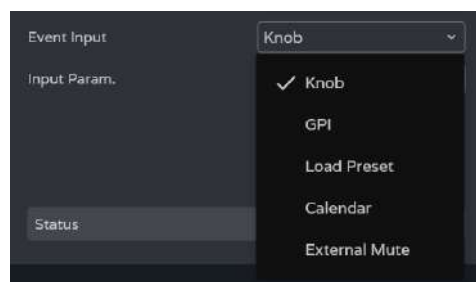 Event Input Knob
Input Param. Knob
GPI
Load Preset
Calendar
Status
External Mute